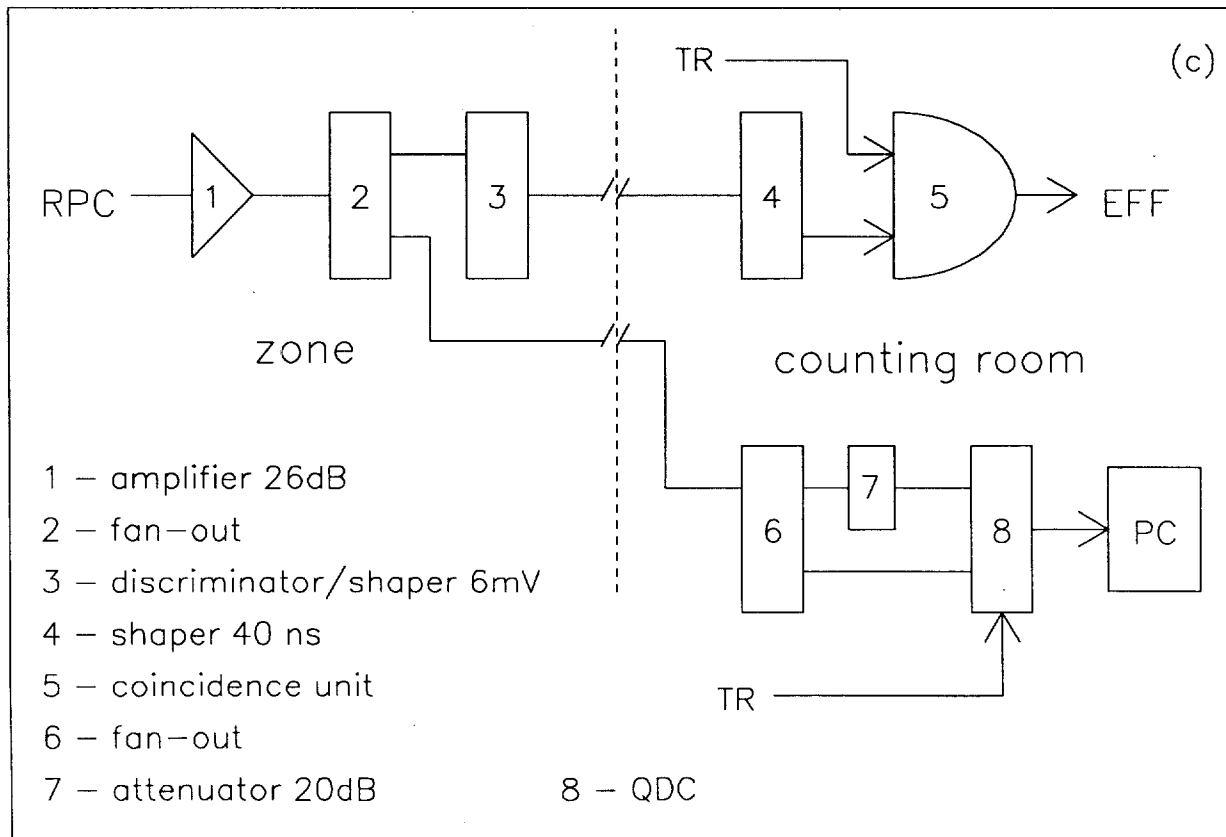 TR
(c)
RPC
1
2
3
4
5
EFF
zone
counting room
1 – amplifier 26dB
2 – fan–out
3 – discriminator/shaper 6mV
4 – shaper 40 ns
5 – coincidence unit
6 – fan–out
7 – attenuator 20dB
8 – QDC
6
7
8
PC
TR